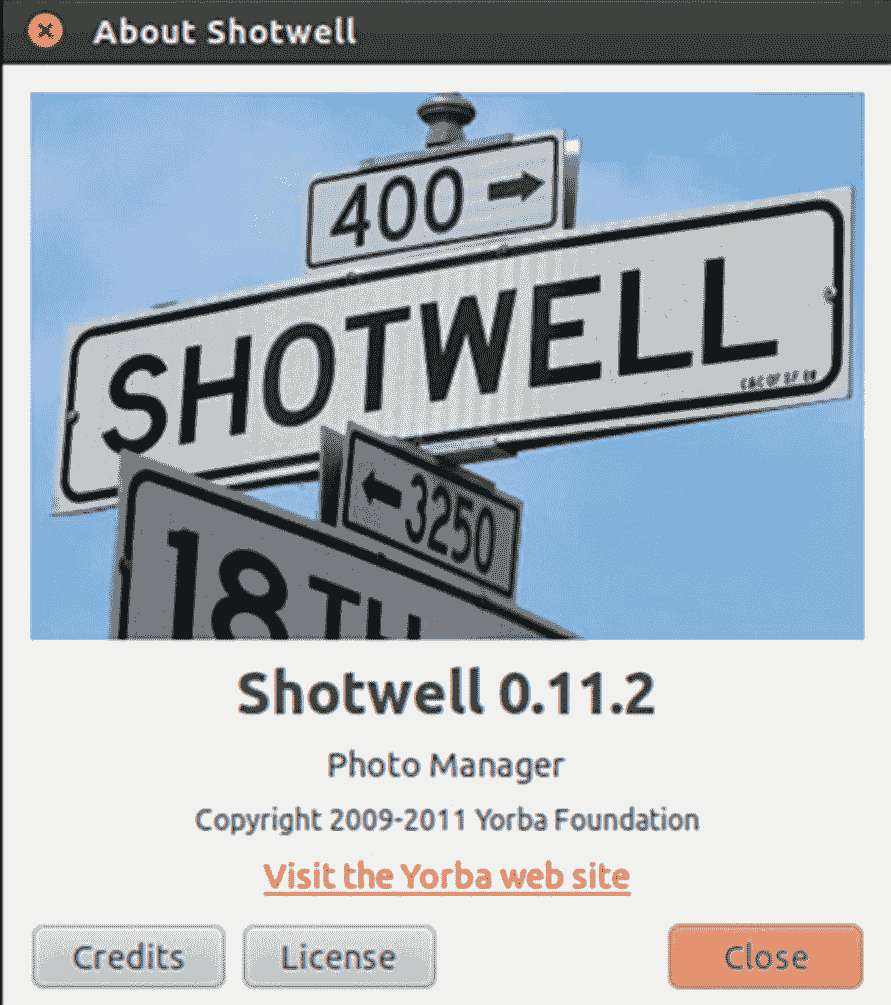 About Shotwell
400 →
SHOTWELL
← 3250
18TH
Shotwell 0.11.2
Photo Manager
Copyright 2009-2011 Yorba Foundation
Visit the Yorba web site
Credits
License
Close